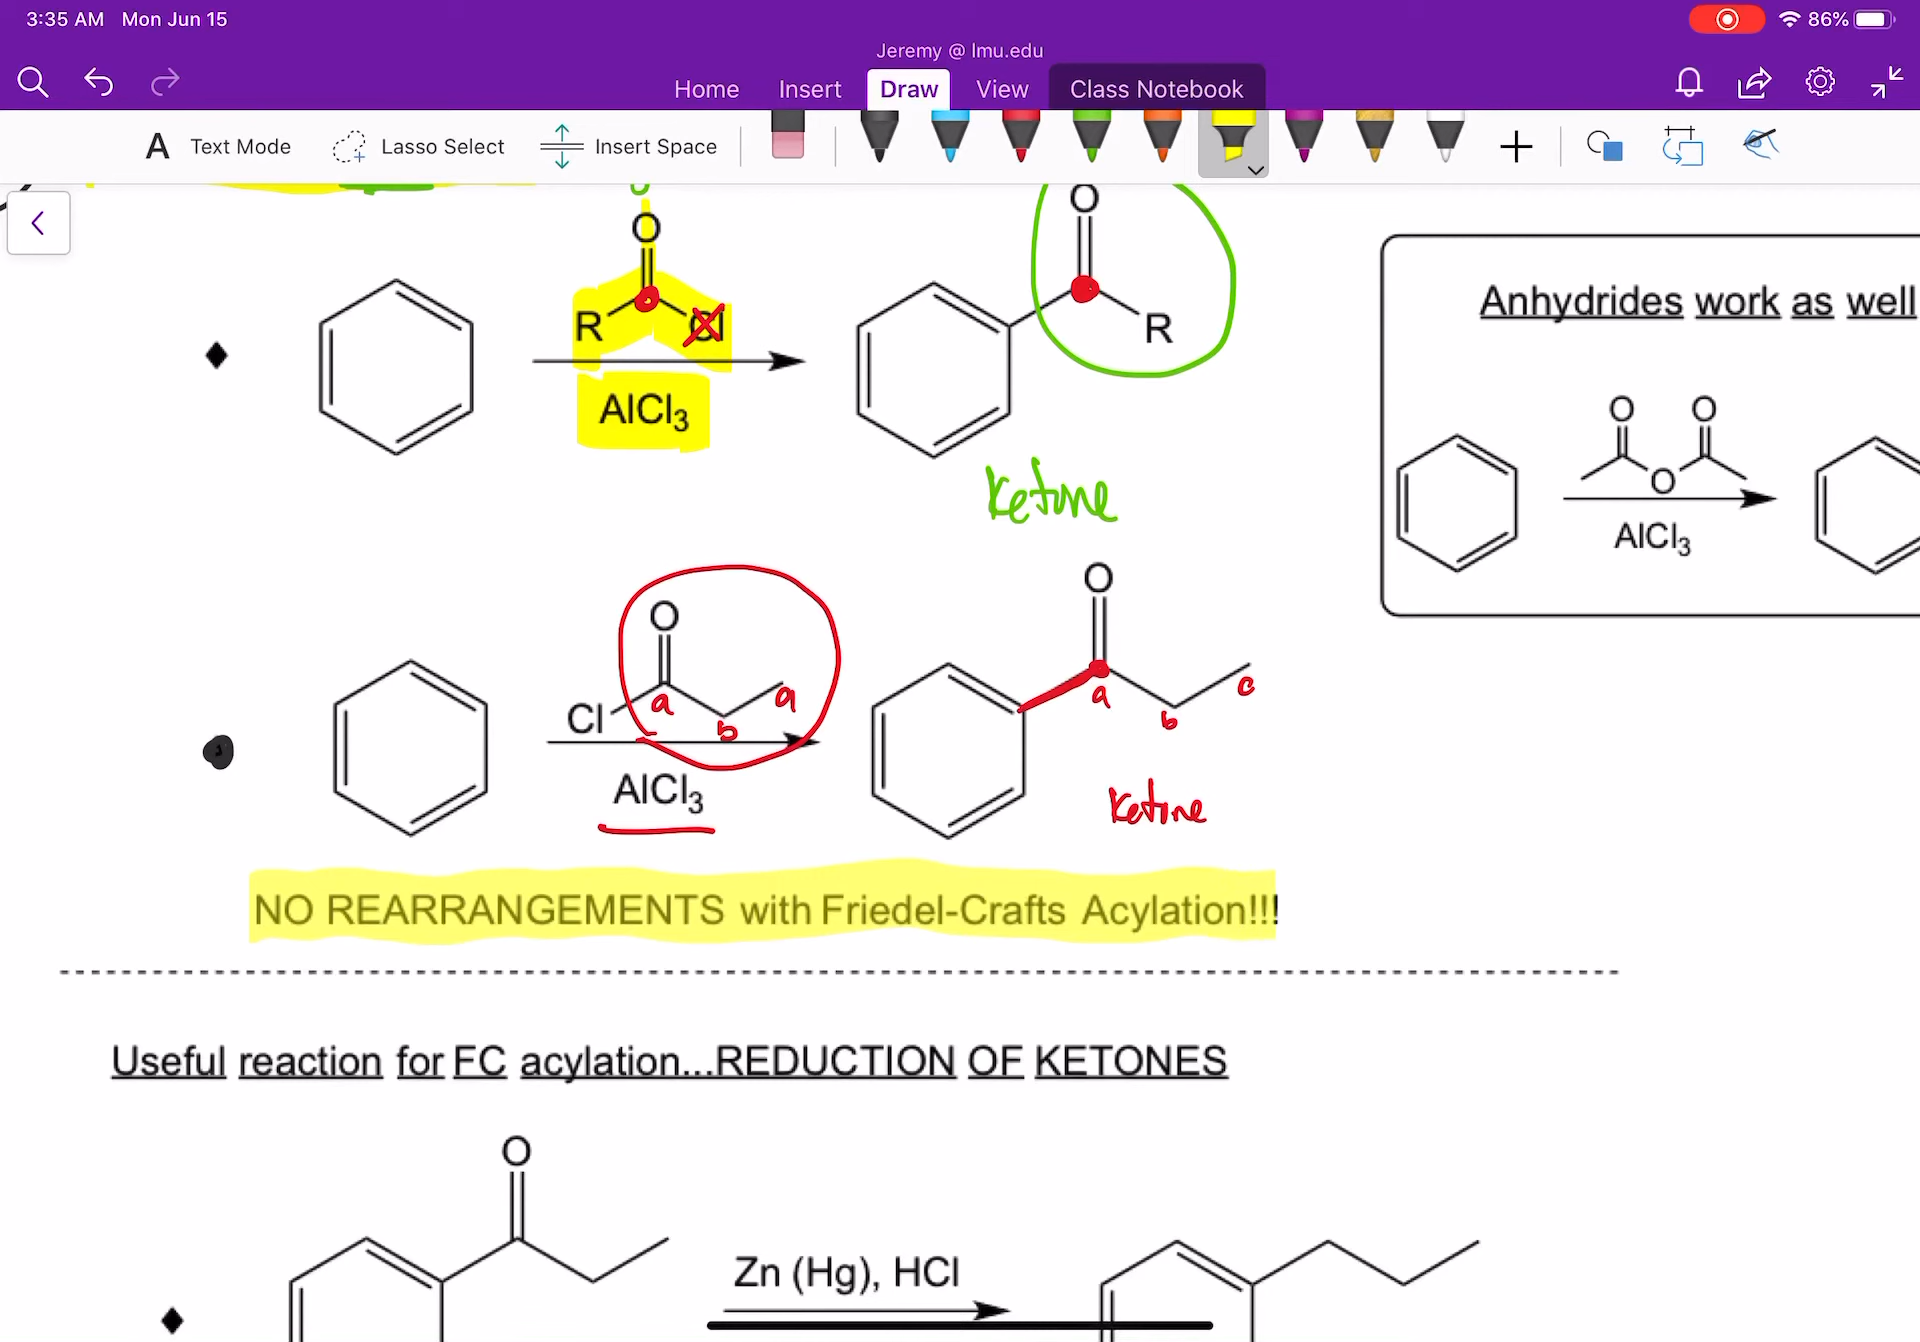 3:35 AM Mon Jun 15
86%
Jeremy @ lmu.edu
Home Insert Draw View Class Notebook
A Text Mode Lasso Select Insert Space
O
R Cl
AlCl₃
O
R
Ketone
Anhydrides work as well
O O
O
AlCl₃
O
Cl a b a
AlCl₃
O
a b c
Ketone
NO REARRANGEMENTS with Friedel-Crafts Acylation!!!
Useful reaction for FC acylation...REDUCTION OF KETONES
O
Zn (Hg), HCl